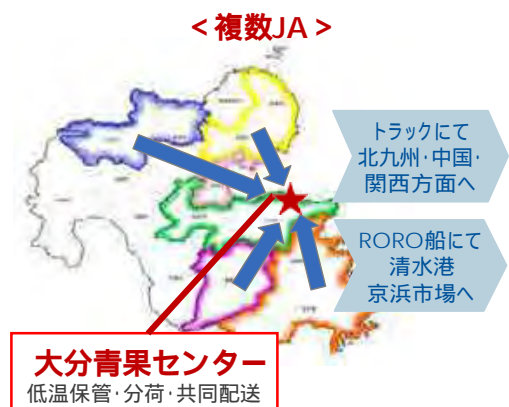 ＜複数JA＞
トラックにて
北九州・中国・
関西方面へ
RORO船にて
清水港
京浜市場へ
大分青果センター
低温保管・分荷・共同配送